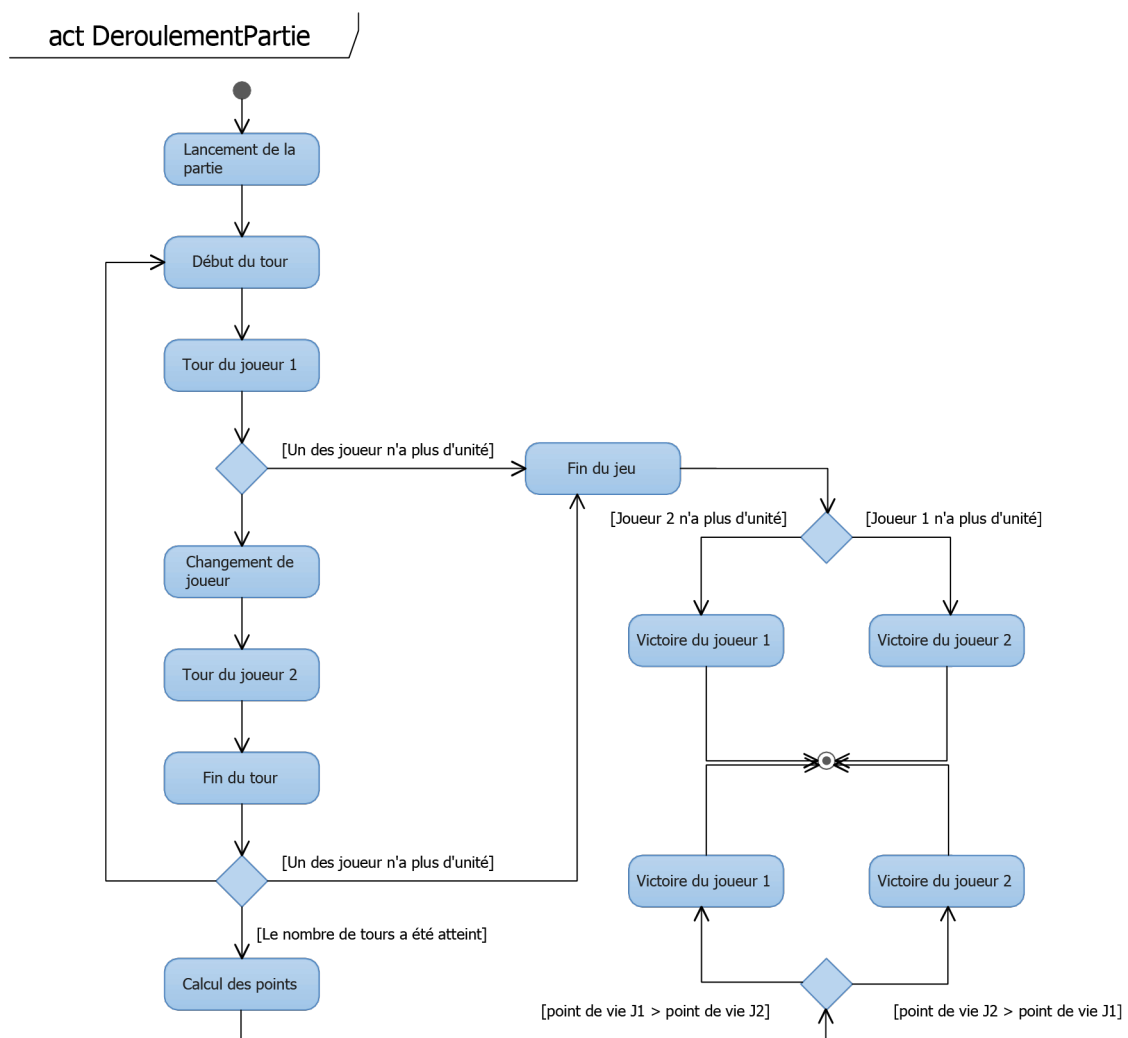 act DeroulementPartie
Lancement de la
partie
Début du tour
Tour du joueur 1
[Un des joueur n'a plus d'unité]
Fin du jeu
[Joueur 2 n'a plus d'unité]
[Joueur 1 n'a plus d'unité]
Changement de
joueur
Victoire du joueur 1
Victoire du joueur 2
Tour du joueur 2
Fin du tour
[Un des joueur n'a plus d'unité]
Victoire du joueur 1
Victoire du joueur 2
[Le nombre de tours a été atteint]
Calcul des points
[point de vie J1 > point de vie J2]
[point de vie J2 > point de vie J1]